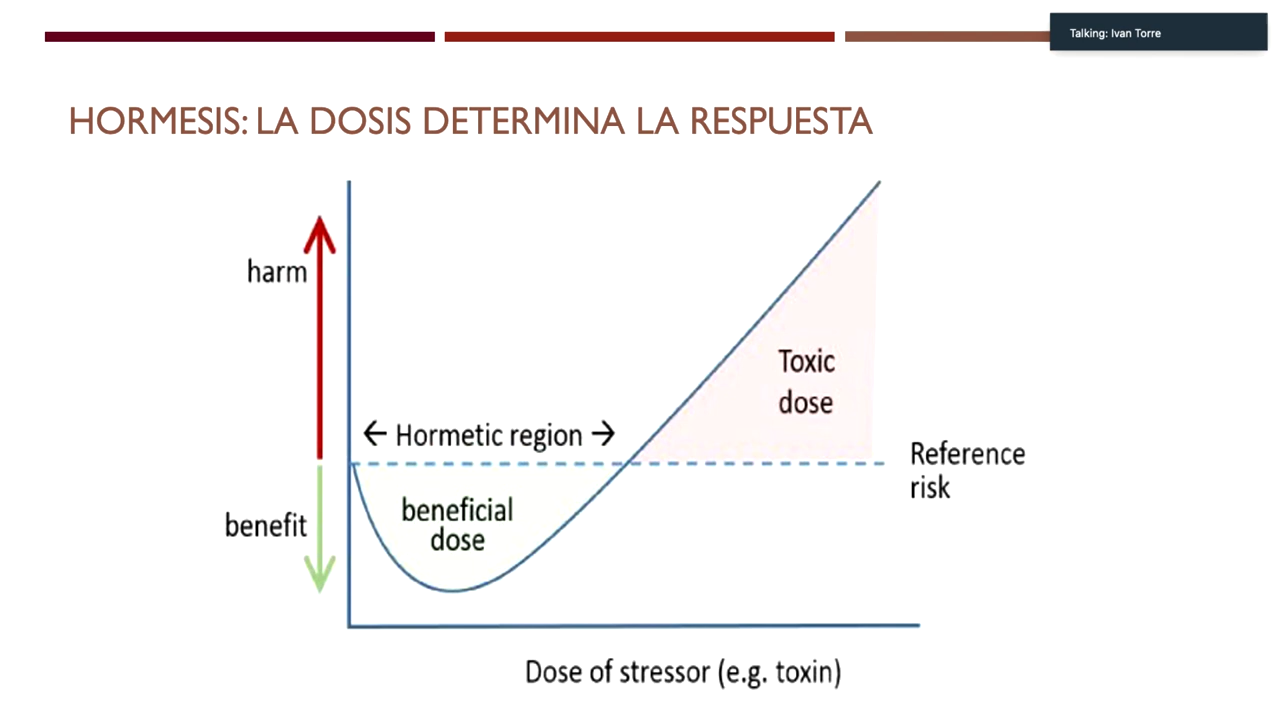 Talking: Ivan Torre
HORMESIS: LA DOSIS DETERMINA LA RESPUESTA
harm
Toxic
dose
← Hormetic region →
Reference
risk
benefit
beneficial
dose
Dose of stressor (e.g. toxin)